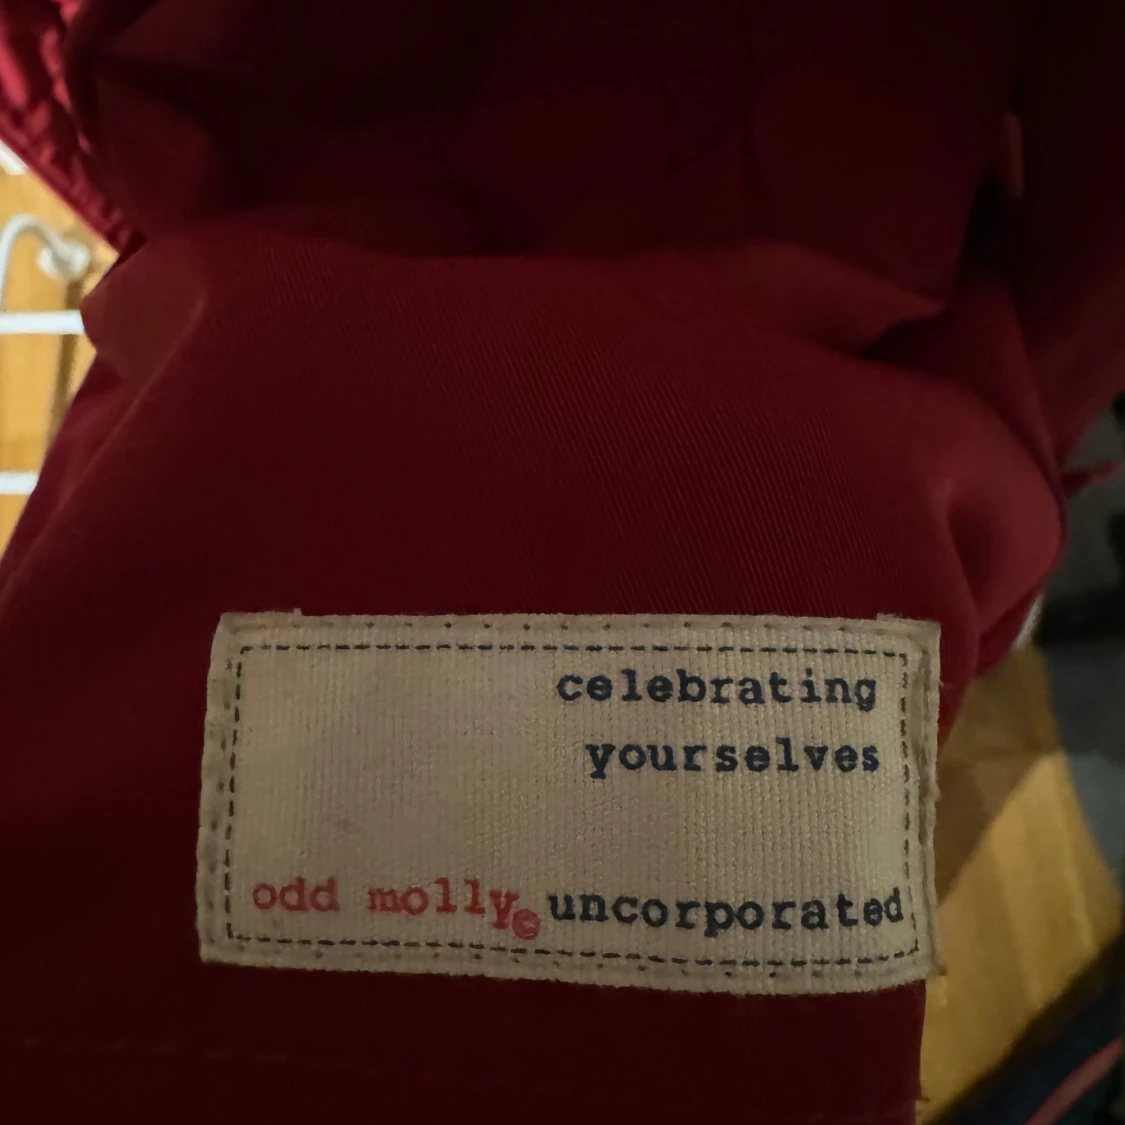 celebrating
yourselves
odd molly© uncorporated